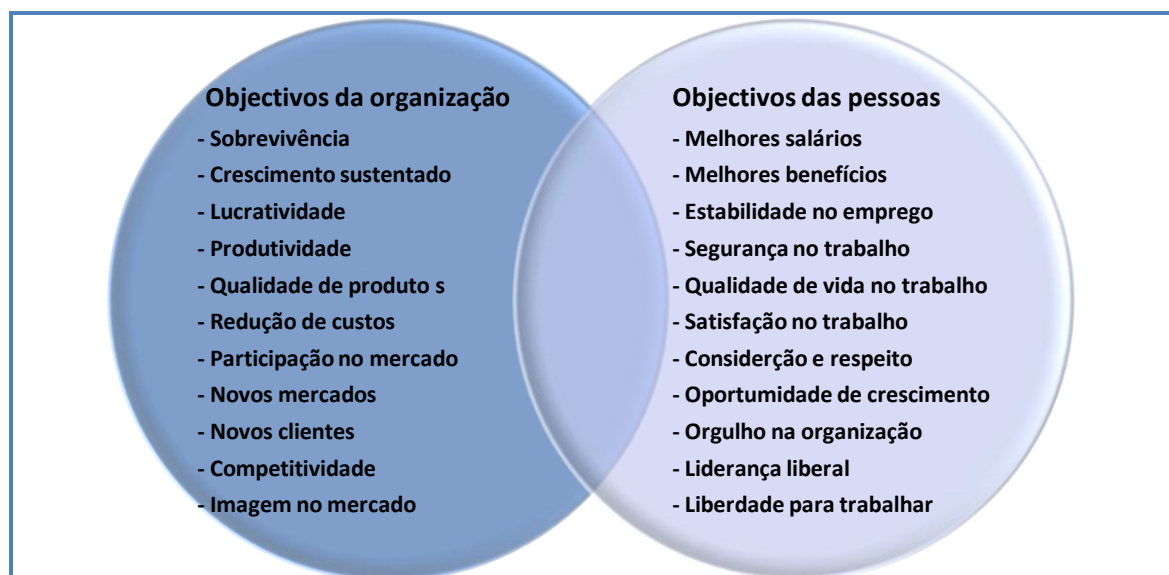 Objectivos da organização
- Sobrevivência
- Crescimento sustentado
- Lucratividade
- Produtividade
- Qualidade de produto s
- Redução de custos
- Participação no mercado
- Novos mercados
- Novos clientes
- Competitividade
- Imagem no mercado
Objectivos das pessoas
- Melhores salários
- Melhores benefícios
- Estabilidade no emprego
- Segurança no trabalho
- Qualidade de vida no trabalho
- Satisfação no trabalho
- Considerção e respeito
- Oportumidade de crescimento
- Orgulho na organização
- Liderança liberal
- Liberdade para trabalhar